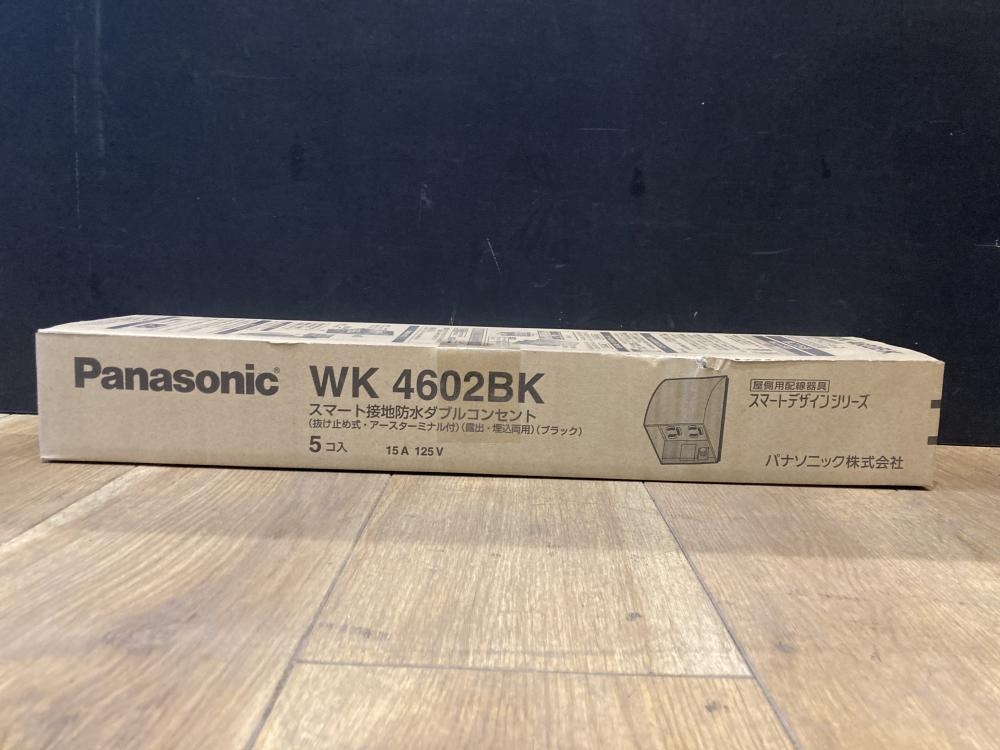 Panasonic®
WK 4602BK
スマート接地防水ダブルコンセント
(抜け止め式・アースターミナル付)(露出・埋込両用)(ブラック)
5コ入 15A 125V
屋側用配線器具
スマートデザインシリーズ
パナソニック株式会社